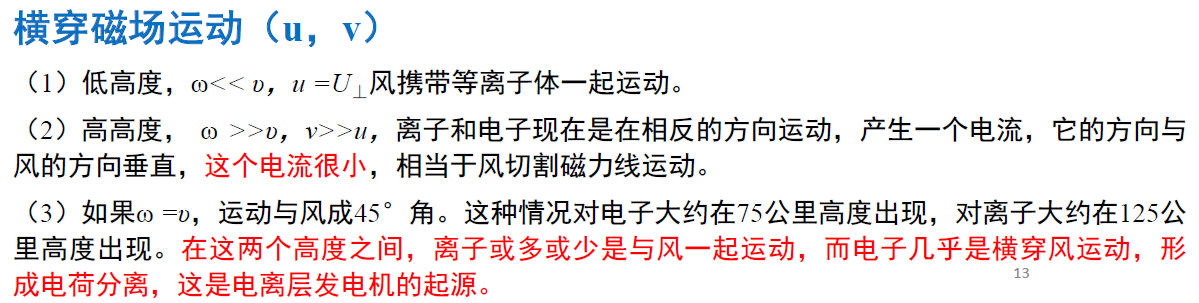 横穿磁场运动（u，v）
（1）低高度，ω<< υ，u =U⊥风携带等离子体一起运动。
（2）高高度， ω >>υ，v>>u，离子和电子现在是在相反的方向运动，产生一个电流，它的方向与
风的方向垂直，这个电流很小，相当于风切割磁力线运动。
（3）如果ω =υ，运动与风成45°角。这种情况对电子大约在75公里高度出现，对离子大约在125公
里高度出现。在这两个高度之间，离子或多或少是与风一起运动，而电子几乎是横穿风运动，形
成电荷分离，这是电离层发电机的起源。
13